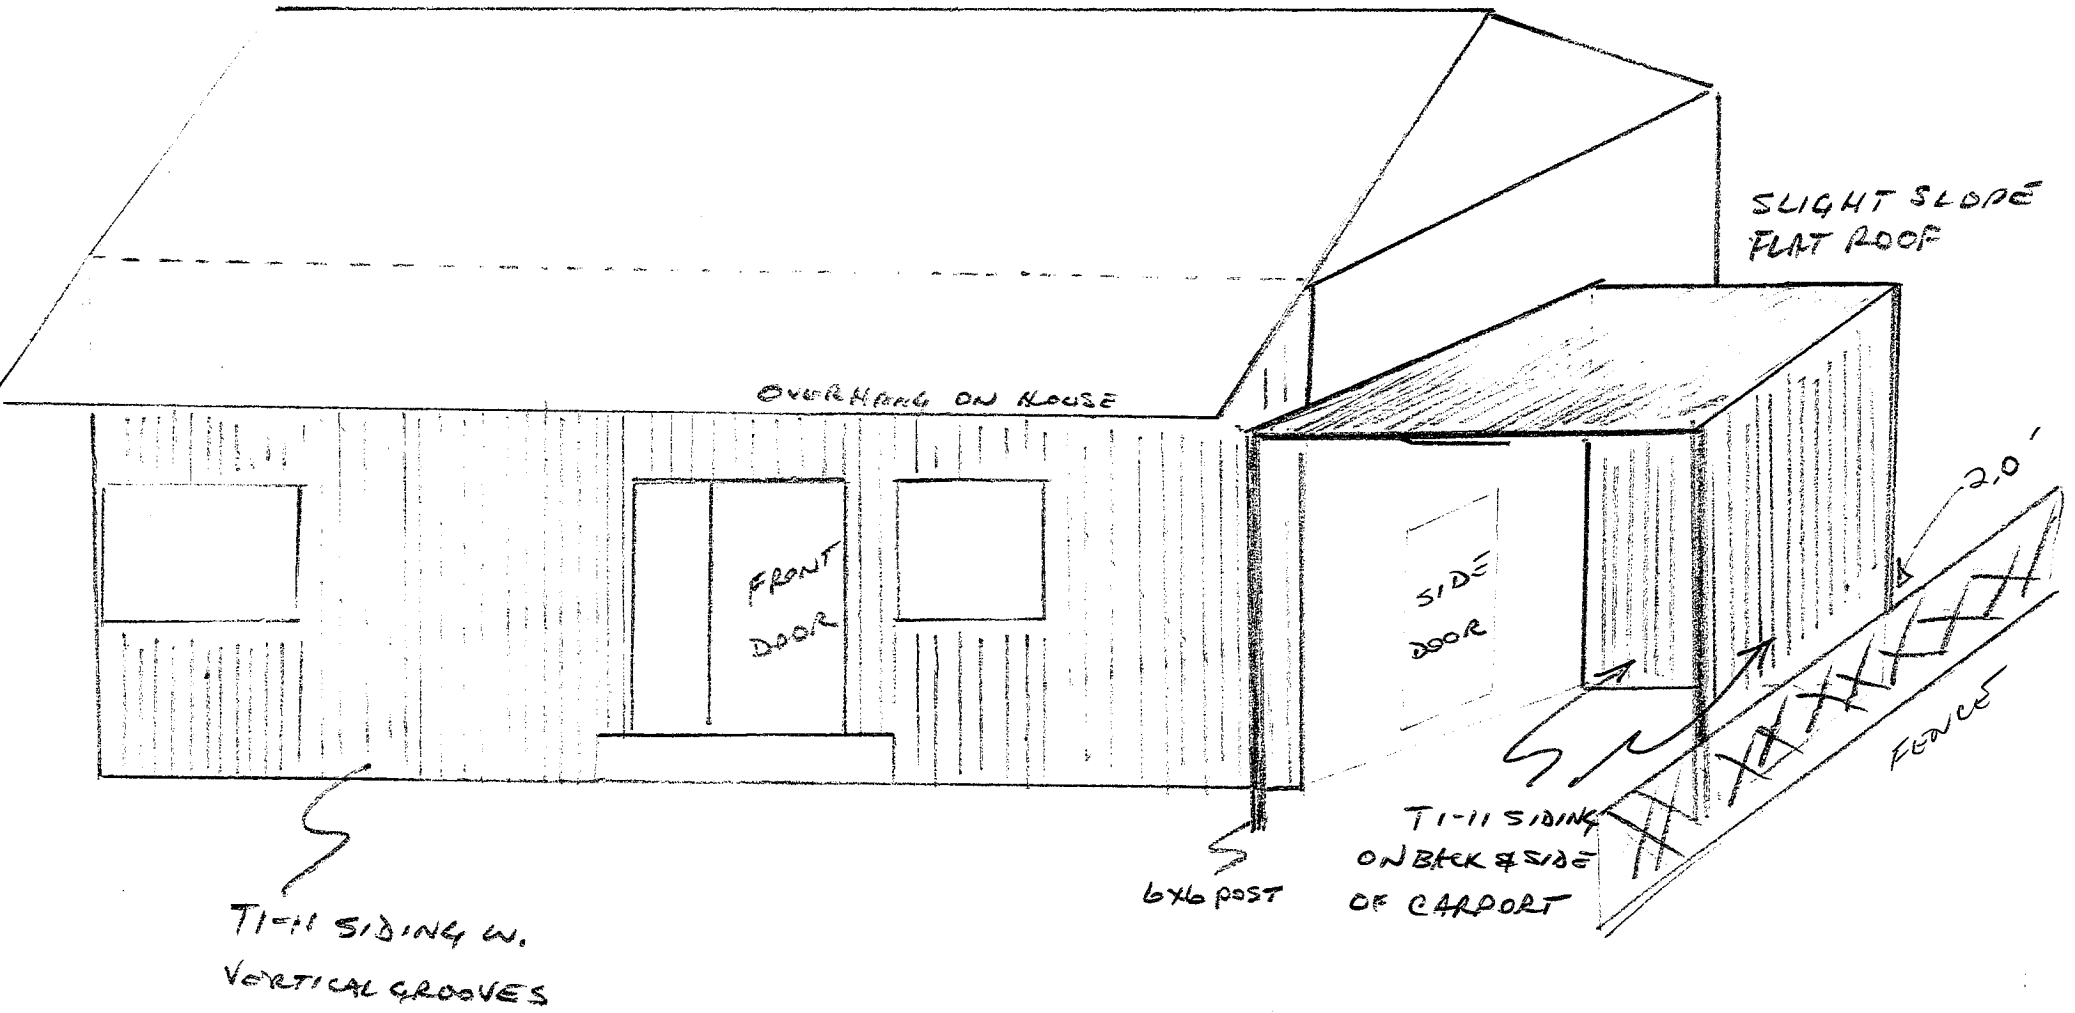 SLIGHT SLOPE
FLAT ROOF
OVERHANG ON HOUSE
2.0'
FRONT
DOOR
SIDE
DOOR
FENCE
T1-11 SIDING
ON BACK & SIDE
OF CARPORT
6x6 POST
T1-11 SIDING W.
VERTICAL GROOVES